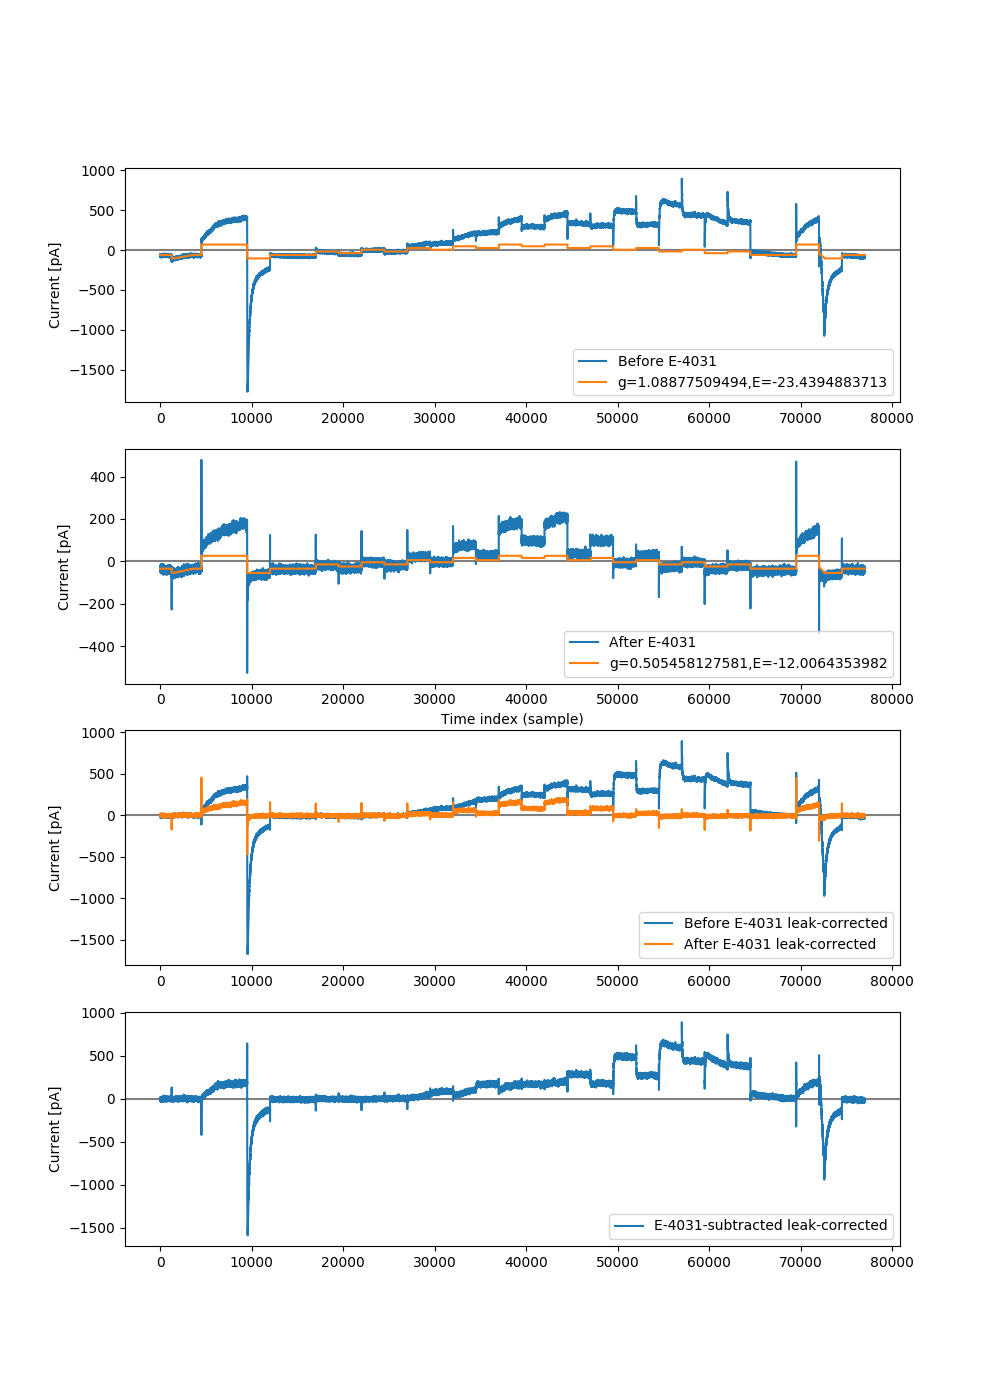 1000
500
0
−500
−1000
−1500
Current [pA]
Before E-4031
g=1.08877509494,E=-23.4394883713
0 10000 20000 30000 40000 50000 60000 70000 80000
400
200
0
−200
−400
Current [pA]
After E-4031
g=0.505458127581,E=-12.0064353982
0 10000 20000 30000 40000 50000 60000 70000 80000
Time index (sample)
1000
500
0
−500
−1000
−1500
Current [pA]
Before E-4031 leak-corrected
After E-4031 leak-corrected
0 10000 20000 30000 40000 50000 60000 70000 80000
1000
500
0
−500
−1000
−1500
Current [pA]
E-4031-subtracted leak-corrected
0 10000 20000 30000 40000 50000 60000 70000 80000